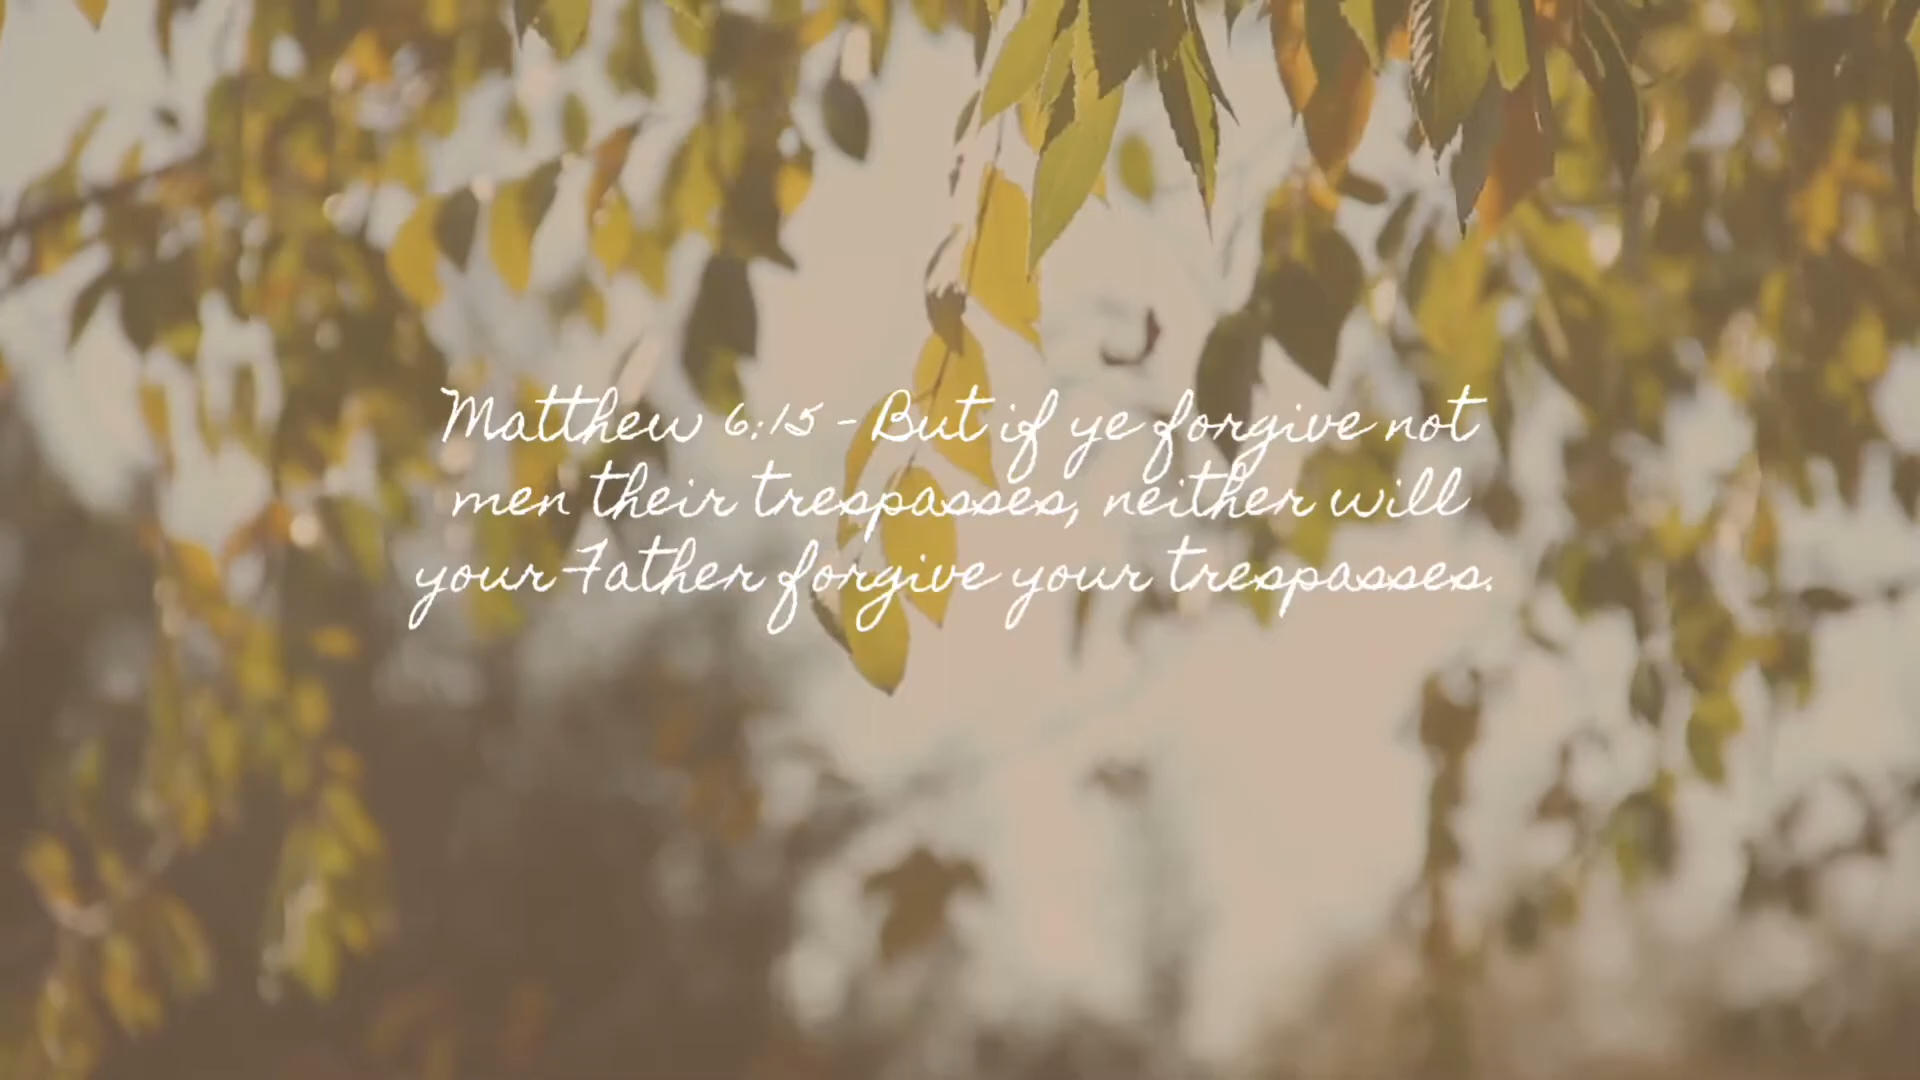 Matthew 6:15 - But if ye forgive not
men their trespasses, neither will
your Father forgive your trespasses.